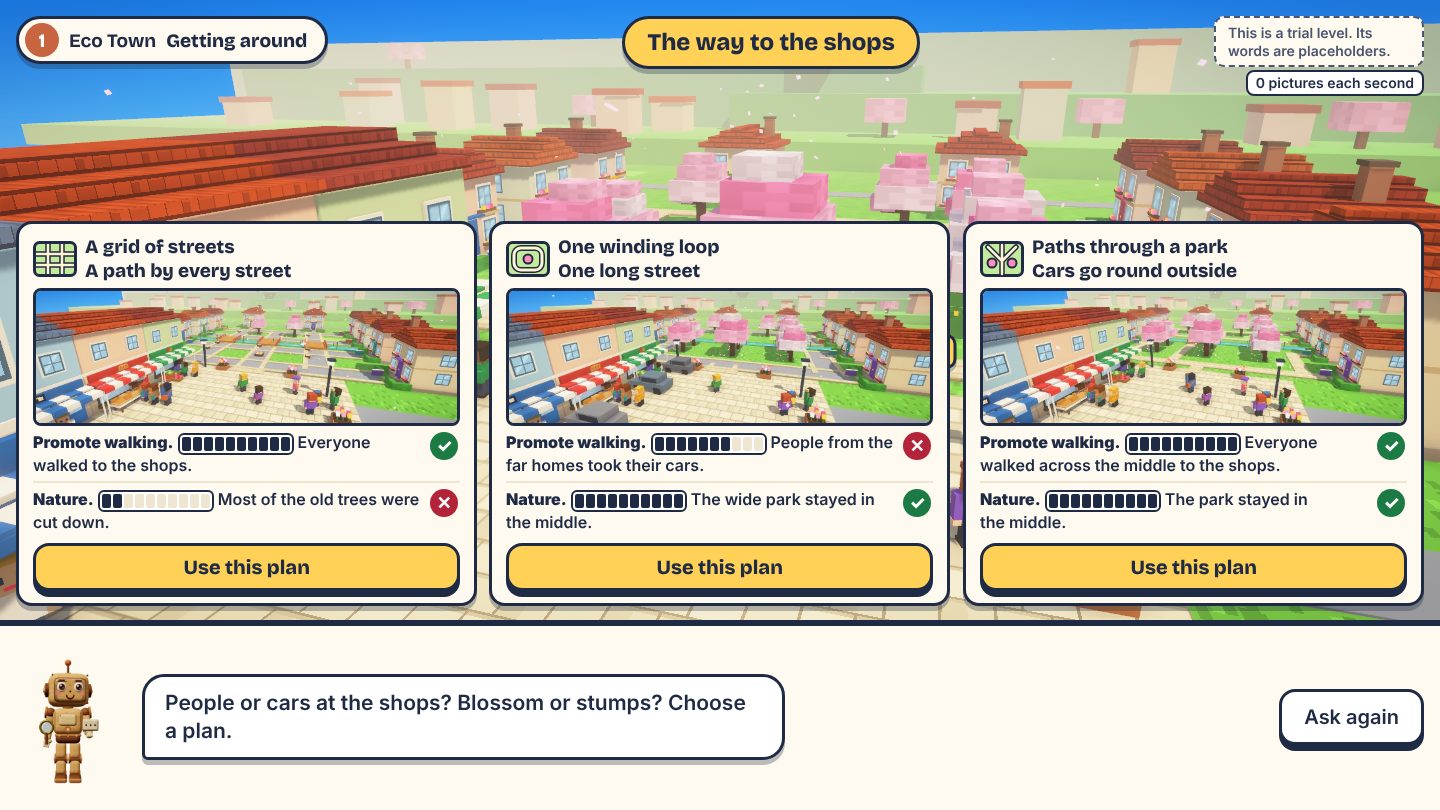 1 Eco Town Getting around
The way to the shops
This is a trial level. Its
words are placeholders.
0 pictures each second
A grid of streets
A path by every street
Promote walking. Everyone
walked to the shops.
Nature. Most of the old trees were
cut down.
Use this plan
One winding loop
One long street
Promote walking. People from the
far homes took their cars.
Nature. The wide park stayed in
the middle.
Use this plan
Paths through a park
Cars go round outside
Promote walking. Everyone
walked across the middle to the shops.
Nature. The park stayed in
the middle.
Use this plan
People or cars at the shops? Blossom or stumps? Choose
a plan.
Ask again